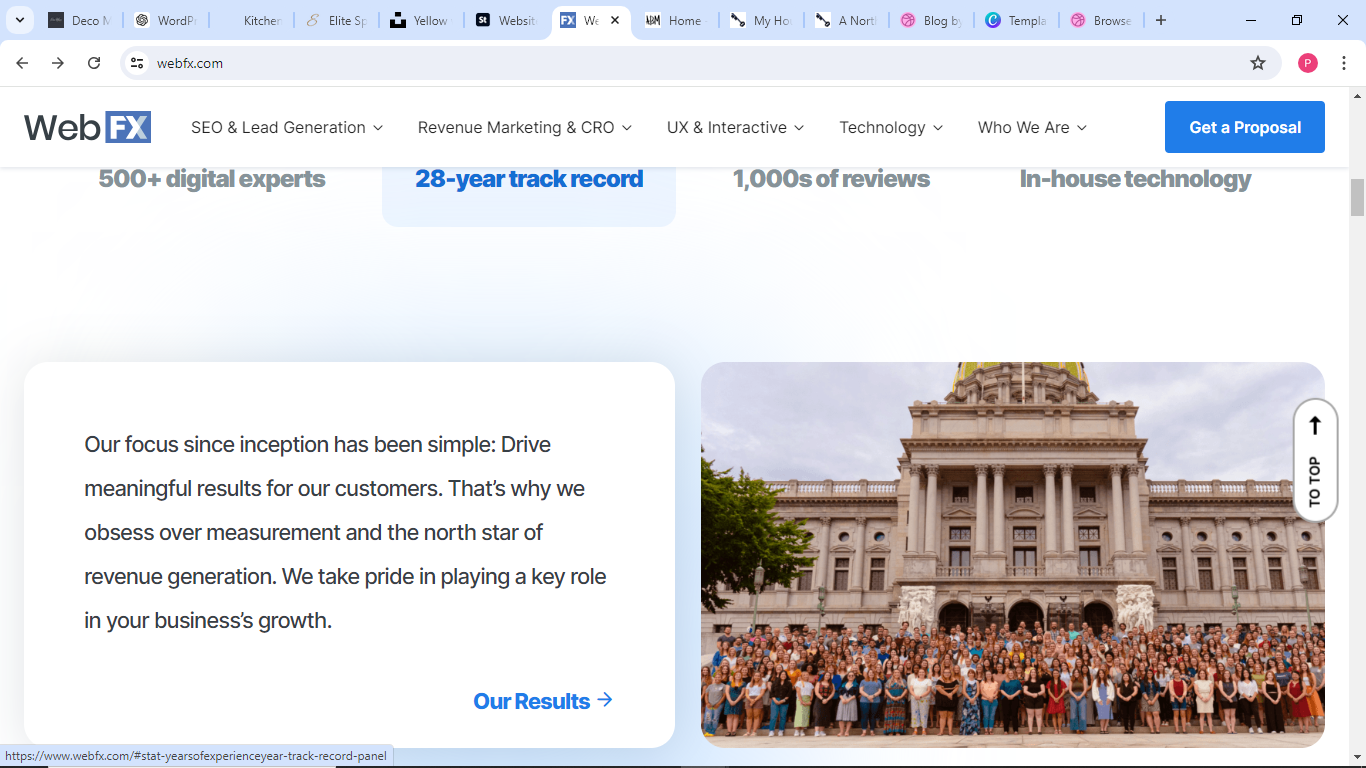 Deco M
WordPr
Kitchen
Elite Sp
Yellow
Website
We
Home -
My Ho
A North
Blog by
Templa
Browse
webfx.com
P
WebFX
SEO & Lead Generation
Revenue Marketing & CRO
UX & Interactive
Technology
Who We Are
Get a Proposal
500+ digital experts
28-year track record
1,000s of reviews
In-house technology
Our focus since inception has been simple: Drive
meaningful results for our customers. That’s why we
obsess over measurement and the north star of
revenue generation. We take pride in playing a key role
in your business’s growth.
Our Results
TO TOP
https://www.webfx.com/#stat-yearsofexperienceyear-track-record-panel